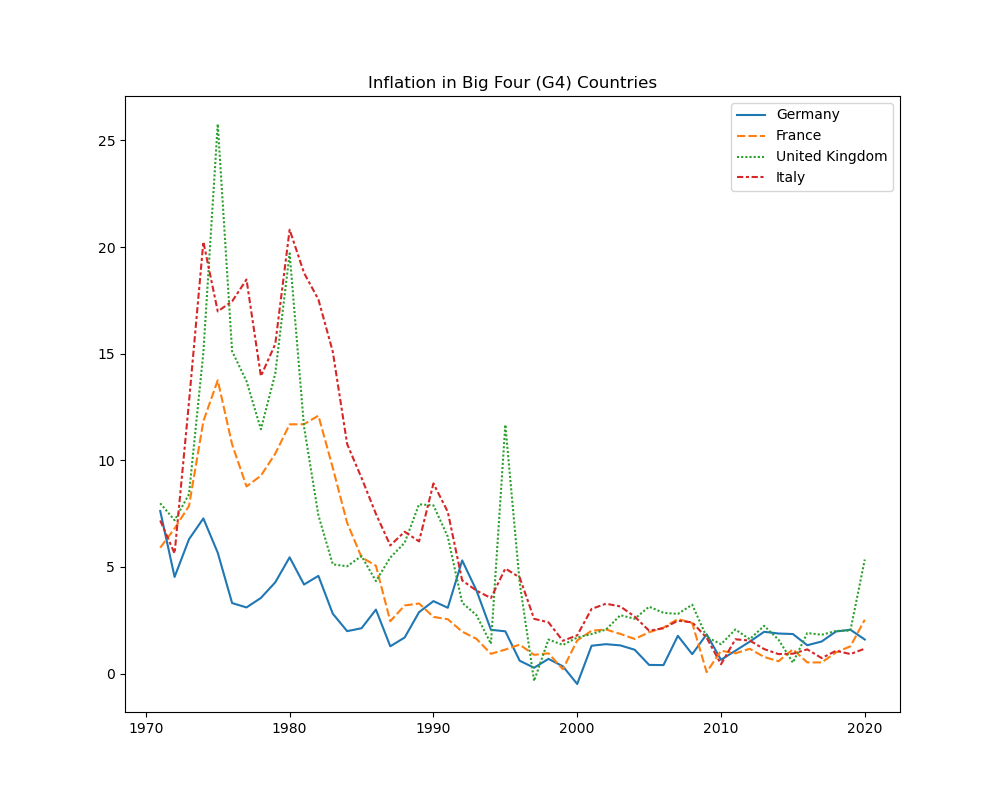 Inflation in Big Four (G4) Countries
Germany
France
United Kingdom
Italy
25
20
15
10
5
0
1970 1980 1990 2000 2010 2020